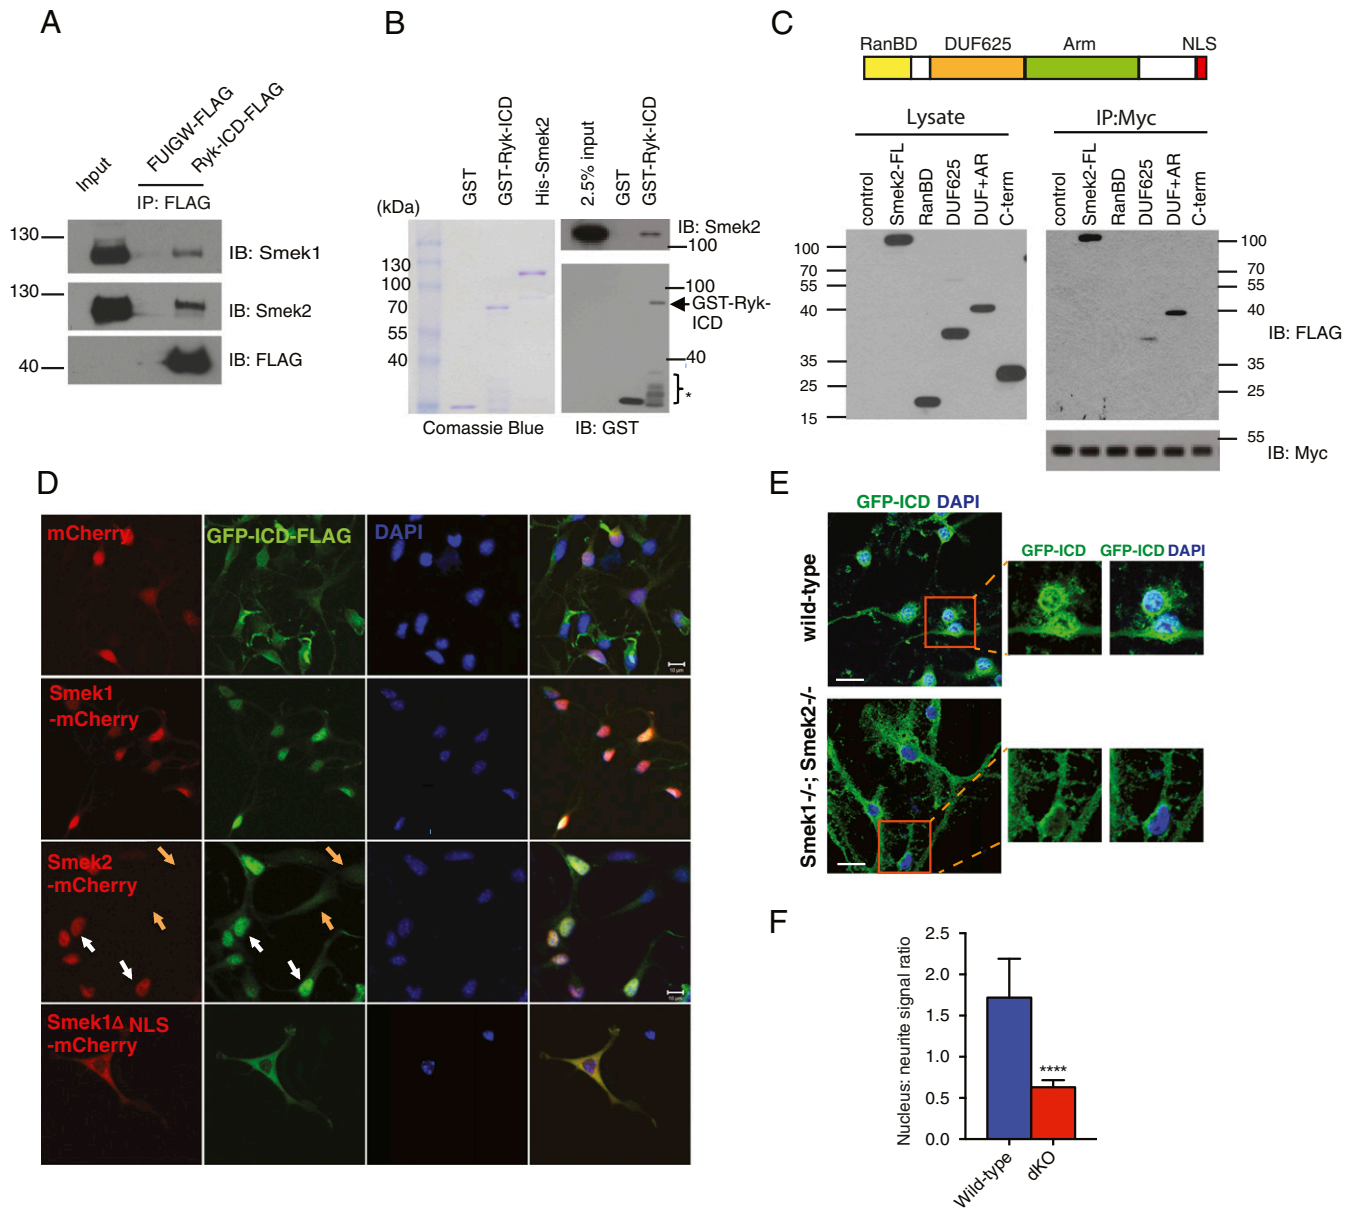 A
Input
FUIGW-FLAG
Ryk-ICD-FLAG
IP: FLAG
130
IB: Smek1
130
IB: Smek2
40
IB: FLAG
B
(kDa)
GST
GST-Ryk-ICD
His-Smek2
2.5% input
GST
GST-Ryk-ICD
130
100
70
55
40
IB: Smek2
100
100
GST-Ryk-
ICD
40
*
Comassie Blue
IB: GST
C
RanBD
DUF625
Arm
NLS
Lysate
IP:Myc
control
Smek2-FL
RanBD
DUF625
DUF+AR
C-term
control
Smek2-FL
RanBD
DUF625
DUF+AR
C-term
100
70
55
40
35
25
15
100
70
55
40
IB: FLAG
35
25
55
IB: Myc
D
mCherry
GFP-ICD-FLAG
DAPI
10 µm
Smek1
-mCherry
Smek2
-mCherry
10 µm
Smek1Δ NLS
-mCherry
E
GFP-ICD DAPI
wild-type
GFP-ICD
GFP-ICD DAPI
Smek1-/-; Smek2-/-
F
Nucleus: neurite signal ratio
2.5
2.0
1.5
1.0
0.5
0.0
****
Wild-type
dKO